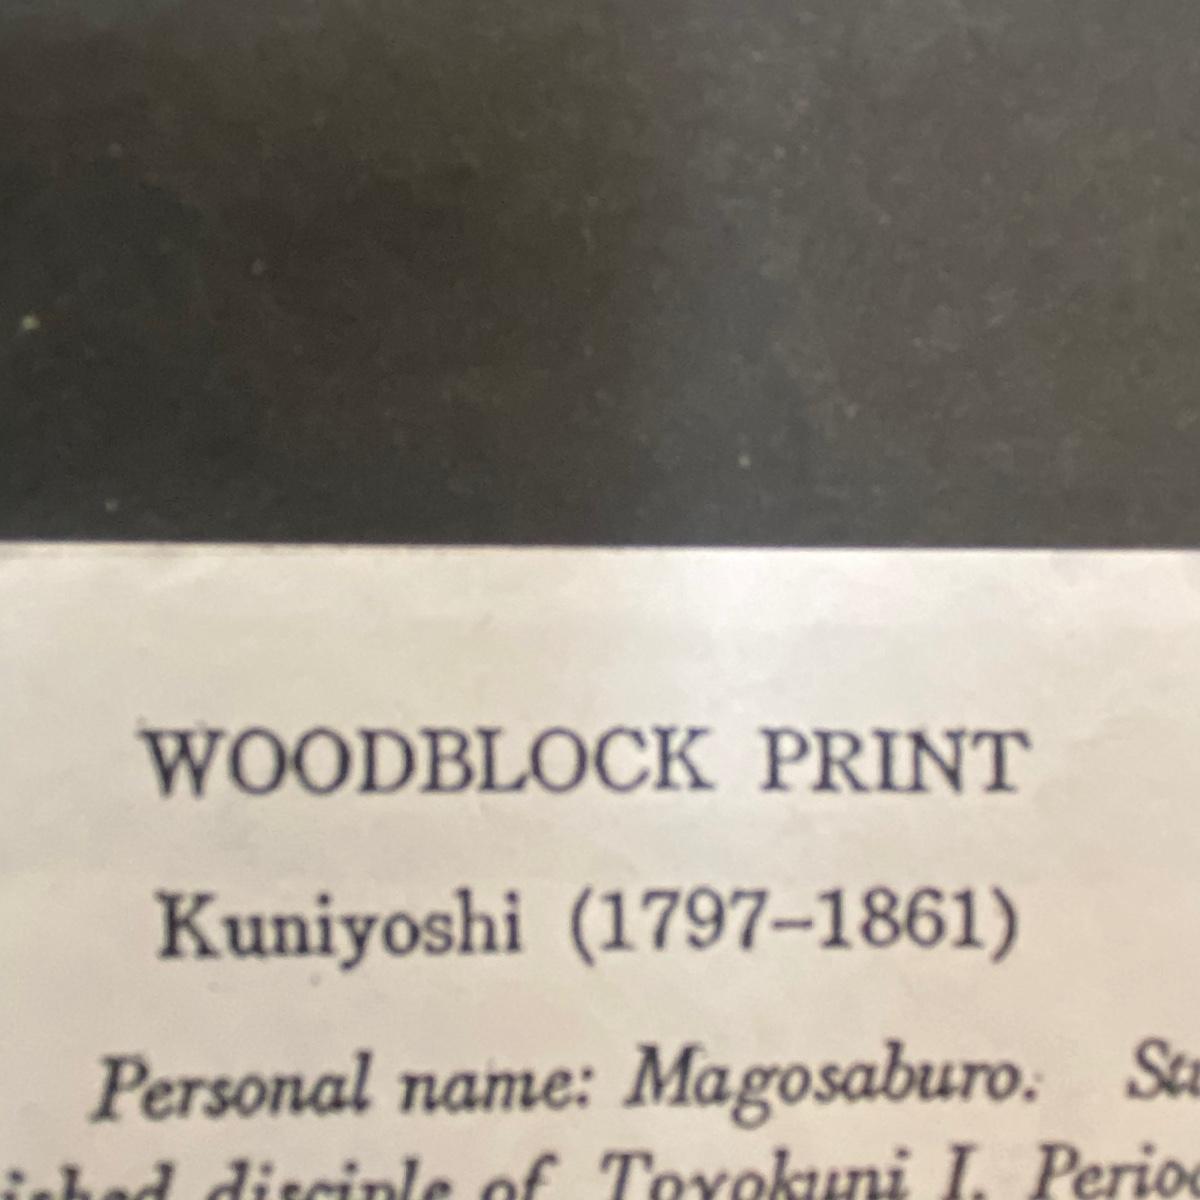 WOODBLOCK PRINT
Kuniyoshi (1797–1861)
Personal name: Magosaburo.
disciple of Toyokuni I.